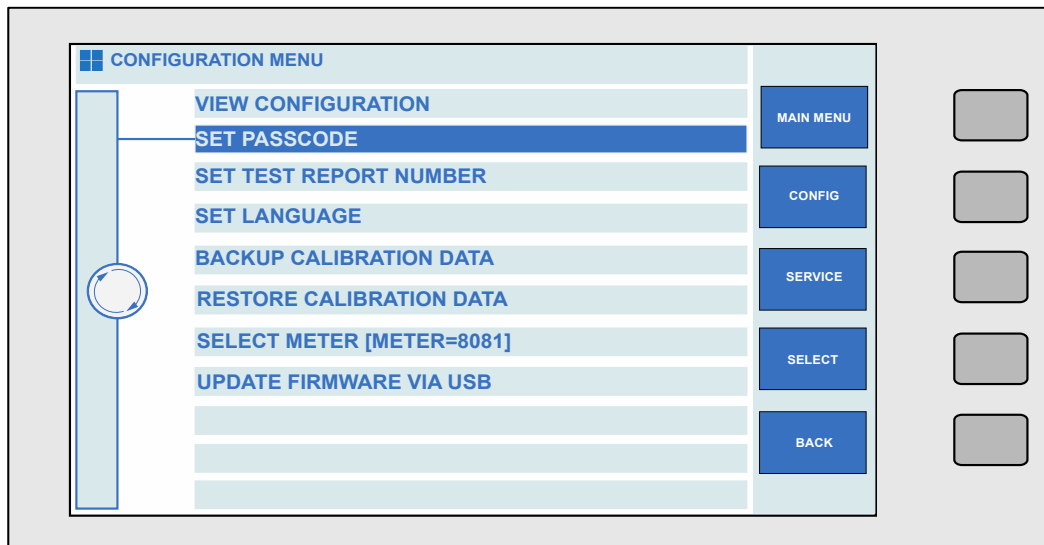 CONFIGURATION MENU
VIEW CONFIGURATION
SET PASSCODE
SET TEST REPORT NUMBER
SET LANGUAGE
BACKUP CALIBRATION DATA
RESTORE CALIBRATION DATA
SELECT METER [METER=8081]
UPDATE FIRMWARE VIA USB
MAIN MENU
CONFIG
SERVICE
SELECT
BACK